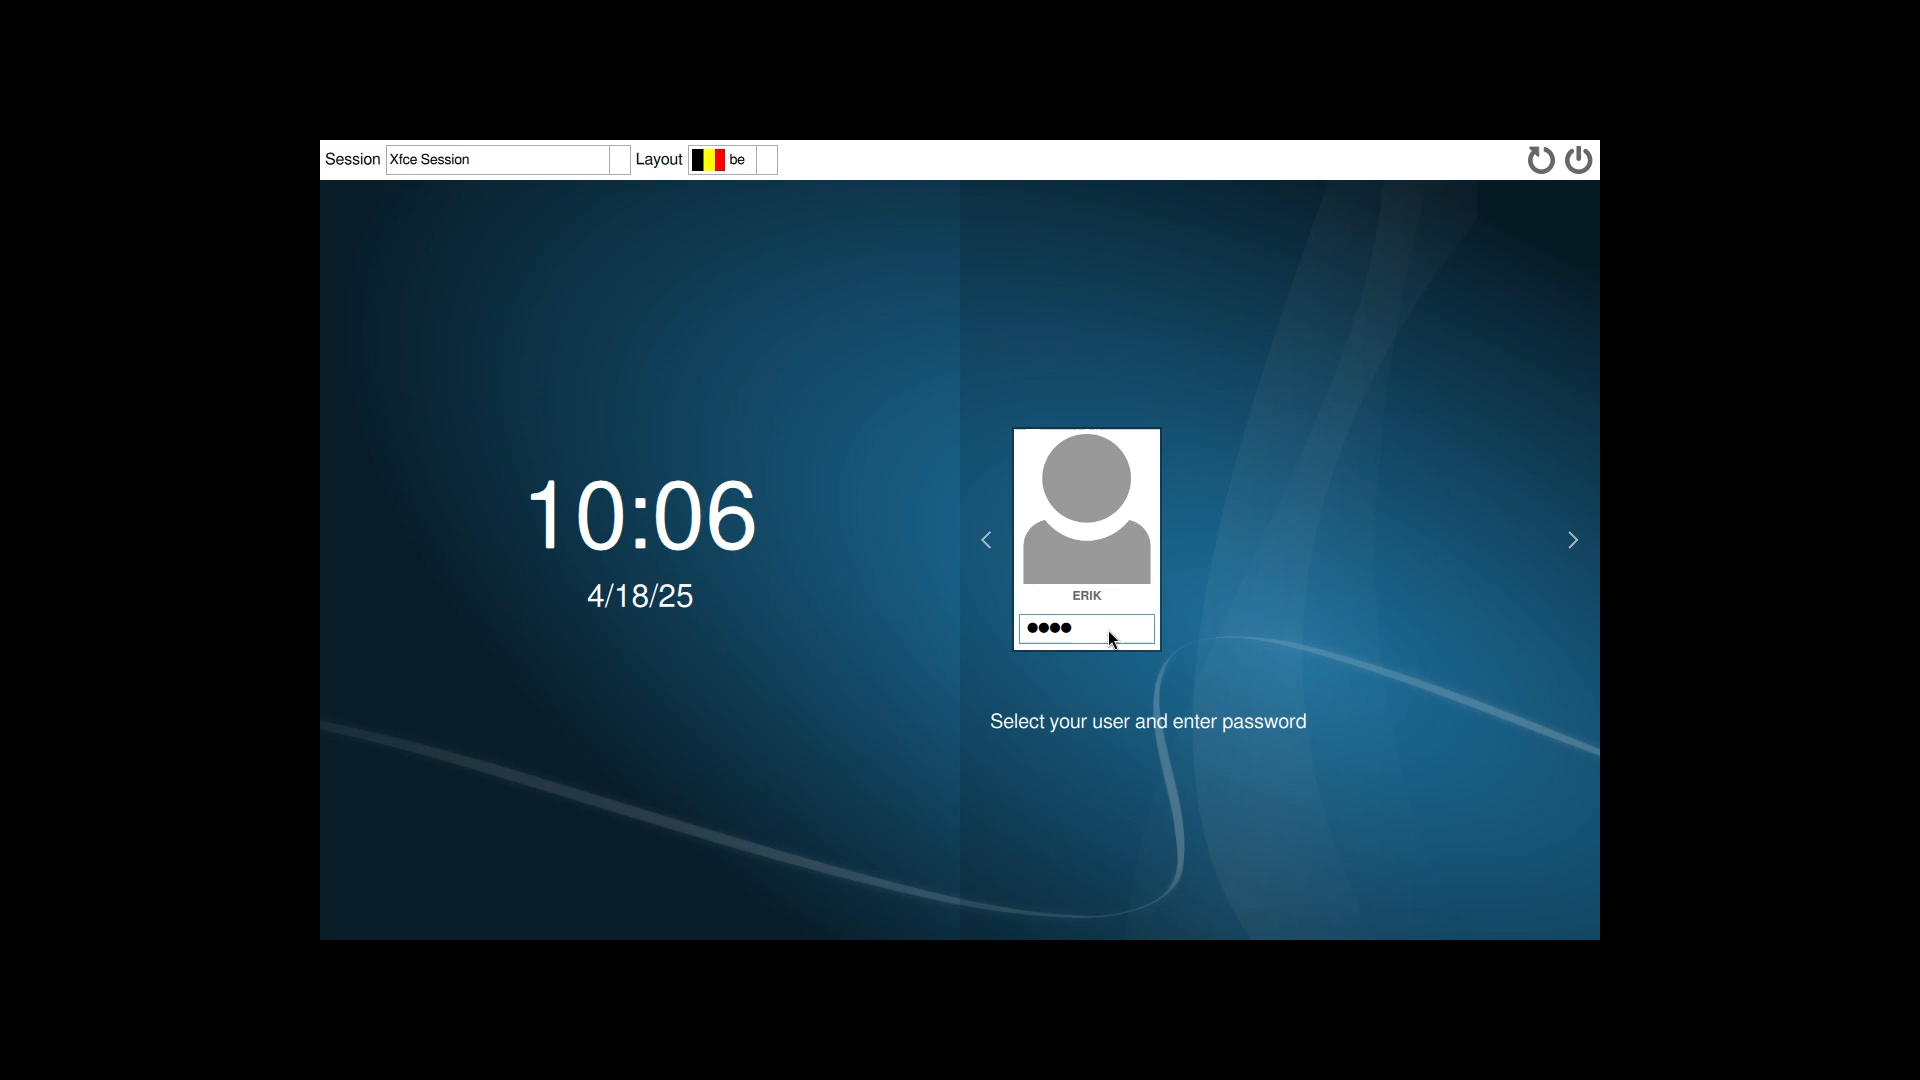 Session Xfce Session Layout be
10:06
4/18/25
ERIK
●●●●
Select your user and enter password